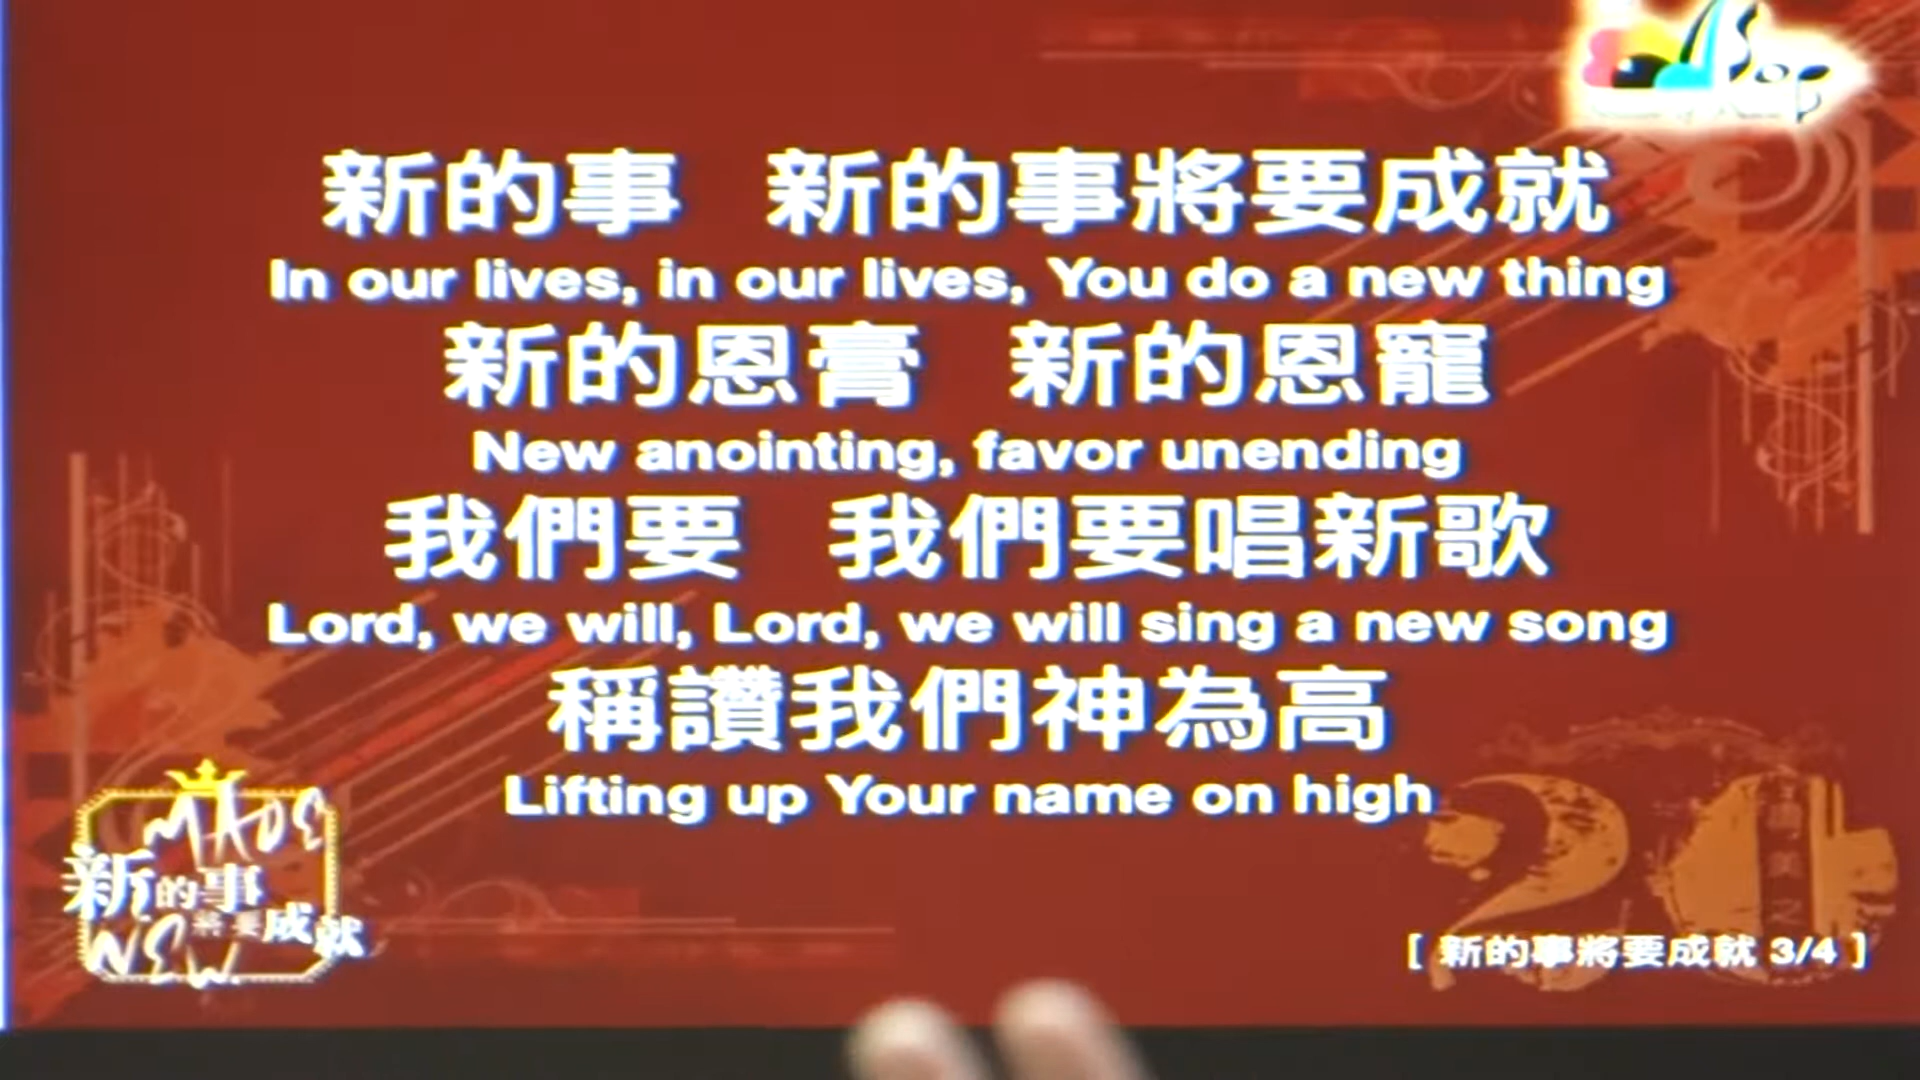 新的事 新的事將要成就
In our lives, in our lives, You do a new thing
新的恩膏 新的恩寵
New anointing, favor unending
我們要 我們要唱新歌
Lord, we will, Lord, we will sing a new song
稱讚我們神為高
Lifting up Your name on high
MADE
新的事
將要成就
NEW.
20
[ 新的事將要成就 3/4 ]